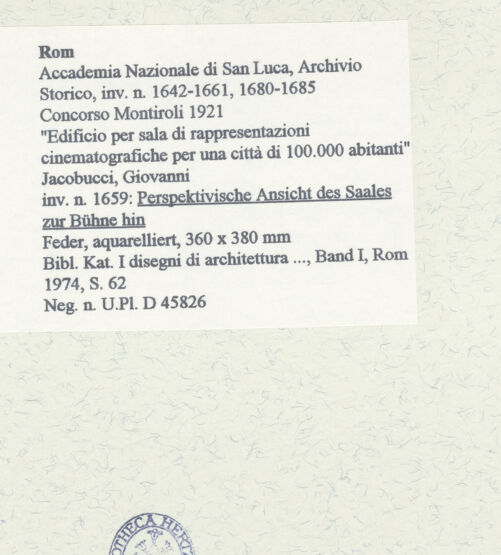 Rom
Accademia Nazionale di San Luca, Archivio
Storico, inv. n. 1642-1661, 1680-1685
Concorso Montiroli 1921
"Edificio per sala di rappresentazioni
cinematografiche per una città di 100.000 abitanti"
Jacobucci, Giovanni
inv. n. 1659: Perspektivische Ansicht des Saales
zur Bühne hin
Feder, aquarelliert, 360 x 380 mm
Bibl. Kat. I disegni di architettura ..., Band I, Rom
1974, S. 62
Neg. n. U.Pl. D 45826
OTHECA HERT